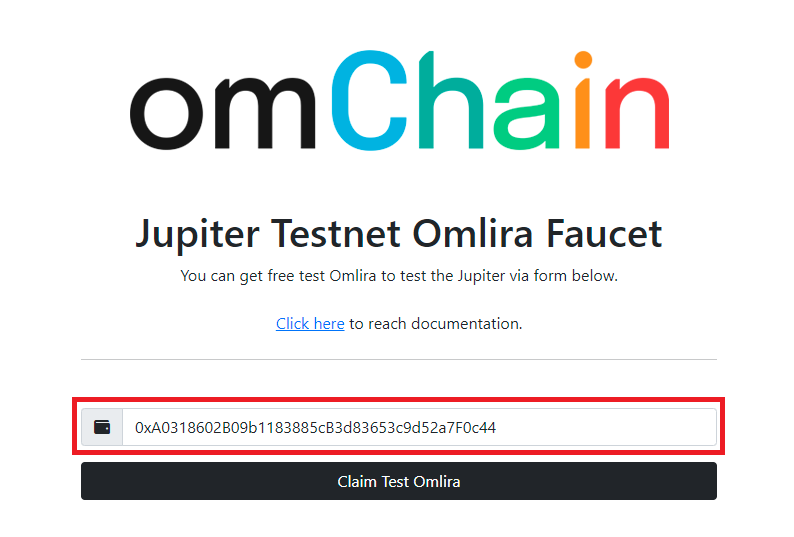 omChain
Jupiter Testnet Omlira Faucet
You can get free test Omlira to test the Jupiter via form below.
Click here to reach documentation.
0xA0318602B09b1183885cB3d83653c9d52a7F0c44
Claim Test Omlira